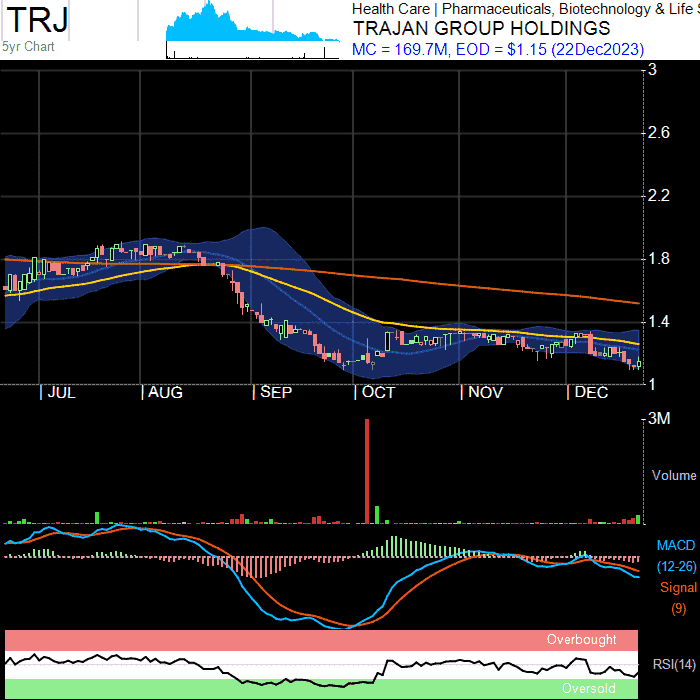 TRJ
5yr Chart
Health Care | Pharmaceuticals, Biotechnology & Life S
TRAJAN GROUP HOLDINGS
MC = 169.7M, EOD = $1.15 (22Dec2023)
3
2.6
2.2
1.8
1.4
1
JUL AUG SEP OCT NOV DEC
3M
Volume
MACD
(12-26)
Signal
(9)
Overbought
RSI(14)
Oversold